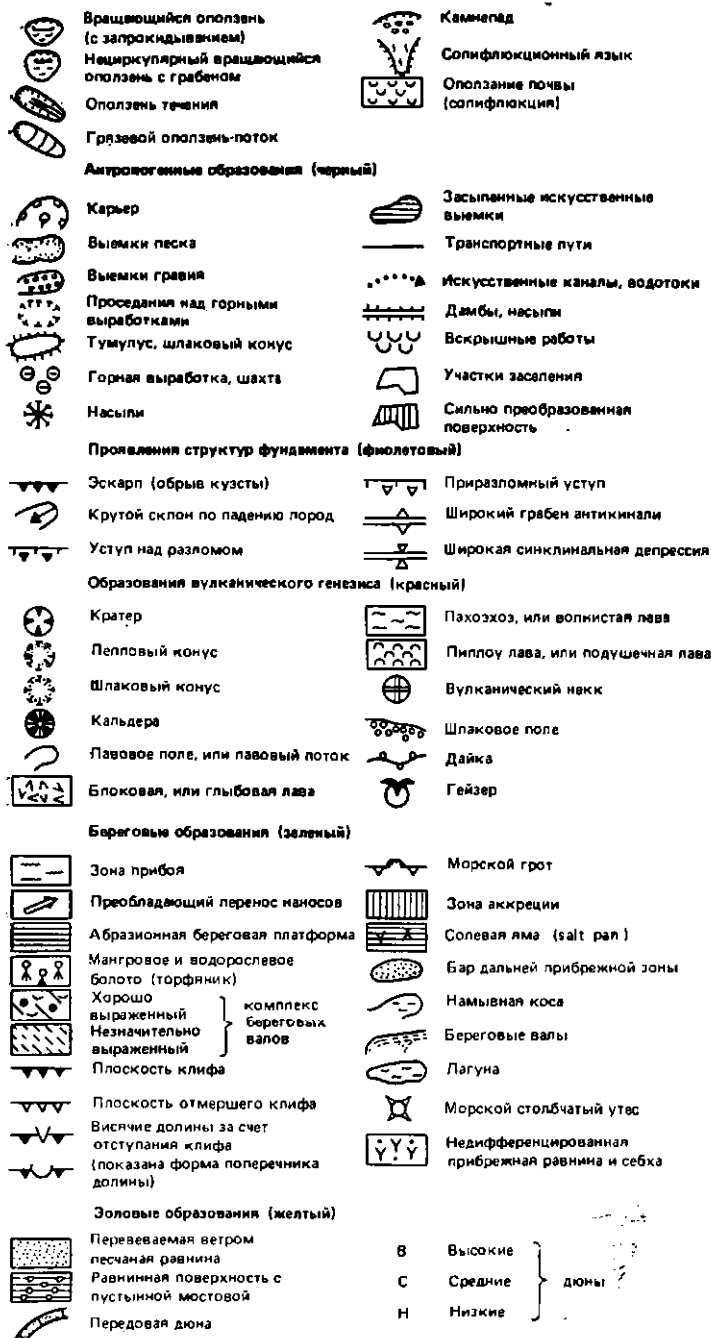 Вращающийся оползень
(с запрокидыванием)
Нециркулярный вращающийся
оползень с грабеном
Оползень течения
Грязевой оползень-поток
Камнепад
Солифлюкционный язык
Оползание почвы
(солифлюкция)
Антропогенные образования (черный)
Карьер
Выемки песка
Выемки гравия
Проседания над горными
выработками
Тумулус, шлаковый конус
Горная выработка, шахта
Насыпи
Засыпанные искусственные
выемки
Транспортные пути
Искусственные каналы, водотоки
Дамбы, насыпи
Вскрышные работы
Участки заселения
Сильно преобразованная
поверхность
Проявления структур фундамента (фиолетовый)
Эскарп (обрыв куэсты)
Крутой склон по падению пород
Уступ над разломом
Приразломный уступ
Широкий грабен антикинали
Широкая синклинальная депрессия
Образования вулканического генезиса (красный)
Кратер
Пепловый конус
Шлаковый конус
Кальдера
Лавовое поле, или лавовый поток
Блоковая, или глыбовая лава
Пахоэхоэ, или волнистая лава
Пиллоу лава, или подушечная лава
Вулканический некк
Шлаковое поле
Дайка
Гейзер
Береговые образования (зеленый)
Зона прибоя
Преобладающий перенос наносов
Абразионная береговая платформа
Мангровое и водорослевое
болото (торфяник)
Хорошо
выраженный
Незначительно
выраженный
комплекс
береговых
валов
Плоскость клифа
Плоскость отмершего клифа
Висячие долины за счет
отступания клифа
(показана форма поперечника
долины)
Морской грот
Зона аккреции
Солевая яма (salt pan)
Бар дальней прибрежной зоны
Намывная коса
Береговые валы
Лагуна
Морской столбчатый утес
Недифференцированная
прибрежная равнина и себха
Золовые образования (желтый)
Перевеваемая ветром
песчаная равнина
Равнинная поверхность с
пустынной мостовой
Передовая дюна
В Высокие
С Средние
Н Низкие
дюны